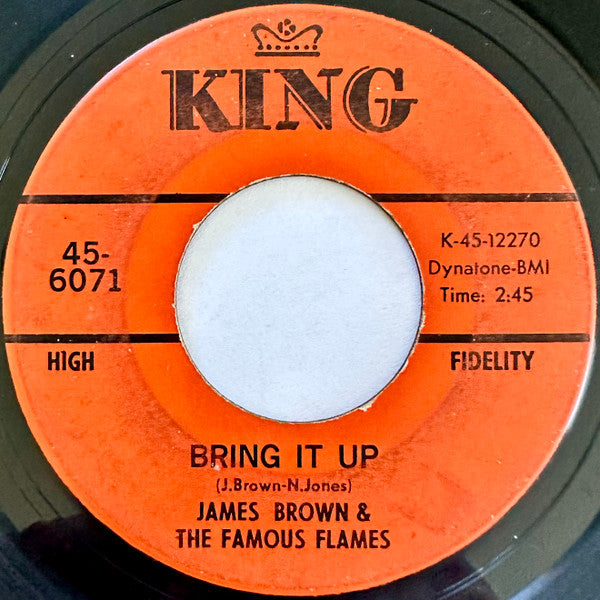 KING
45-
6071
K-45-12270
Dynatone-BMI
Time: 2:45
HIGH
FIDELITY
BRING IT UP
(J.Brown-N.Jones)
JAMES BROWN &
THE FAMOUS FLAMES